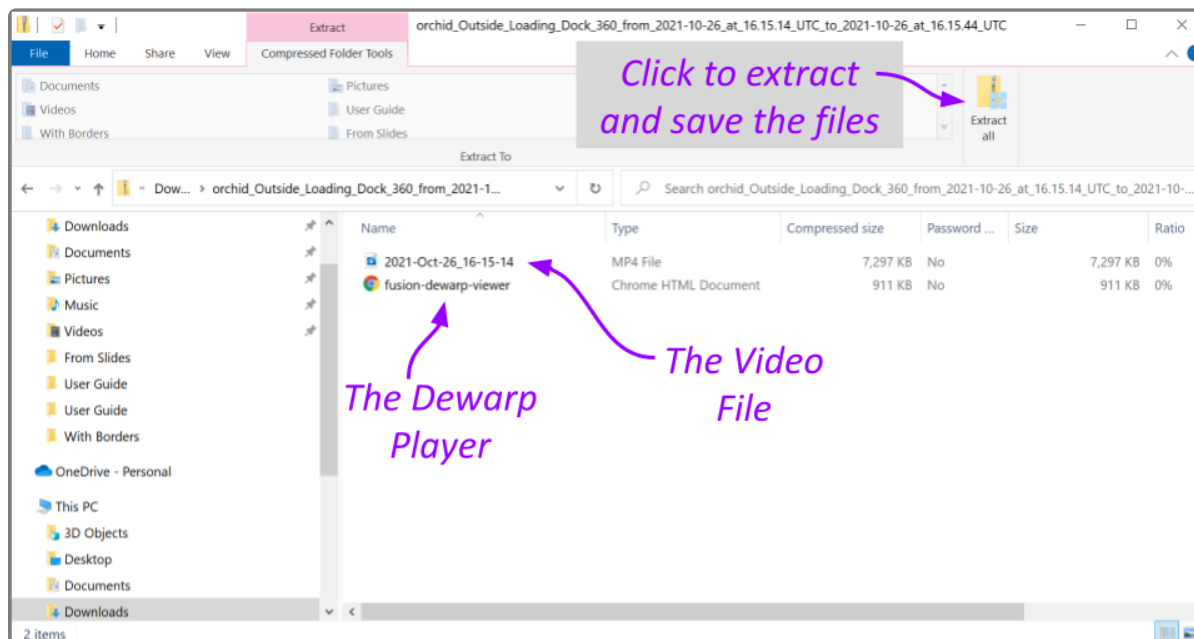 Extract
orchid_Outside_Loading_Dock_360_from_2021-10-26_at_16.15.14_UTC_to_2021-10-26_at_16.15.44_UTC
File Home Share View Compressed Folder Tools
Documents Pictures
Videos User Guide
With Borders From Slides
Extract To
Click to extract
and save the files
Extract
all
Dow... > orchid_Outside_Loading_Dock_360_from_2021-1...
Search orchid_Outside_Loading_Dock_360_from_2021-10-26_at_16.15.14_UTC_to_2021-10-...
Name Type Compressed size Password ... Size Ratio
2021-Oct-26_16-15-14 MP4 File 7,297 KB No 7,297 KB 0%
fusion-dewarp-viewer Chrome HTML Document 911 KB No 911 KB 0%
The Video
File
The Dewarp
Player
Downloads
Documents
Pictures
Music
Videos
From Slides
User Guide
User Guide
With Borders
OneDrive - Personal
This PC
3D Objects
Desktop
Documents
Downloads
2 items